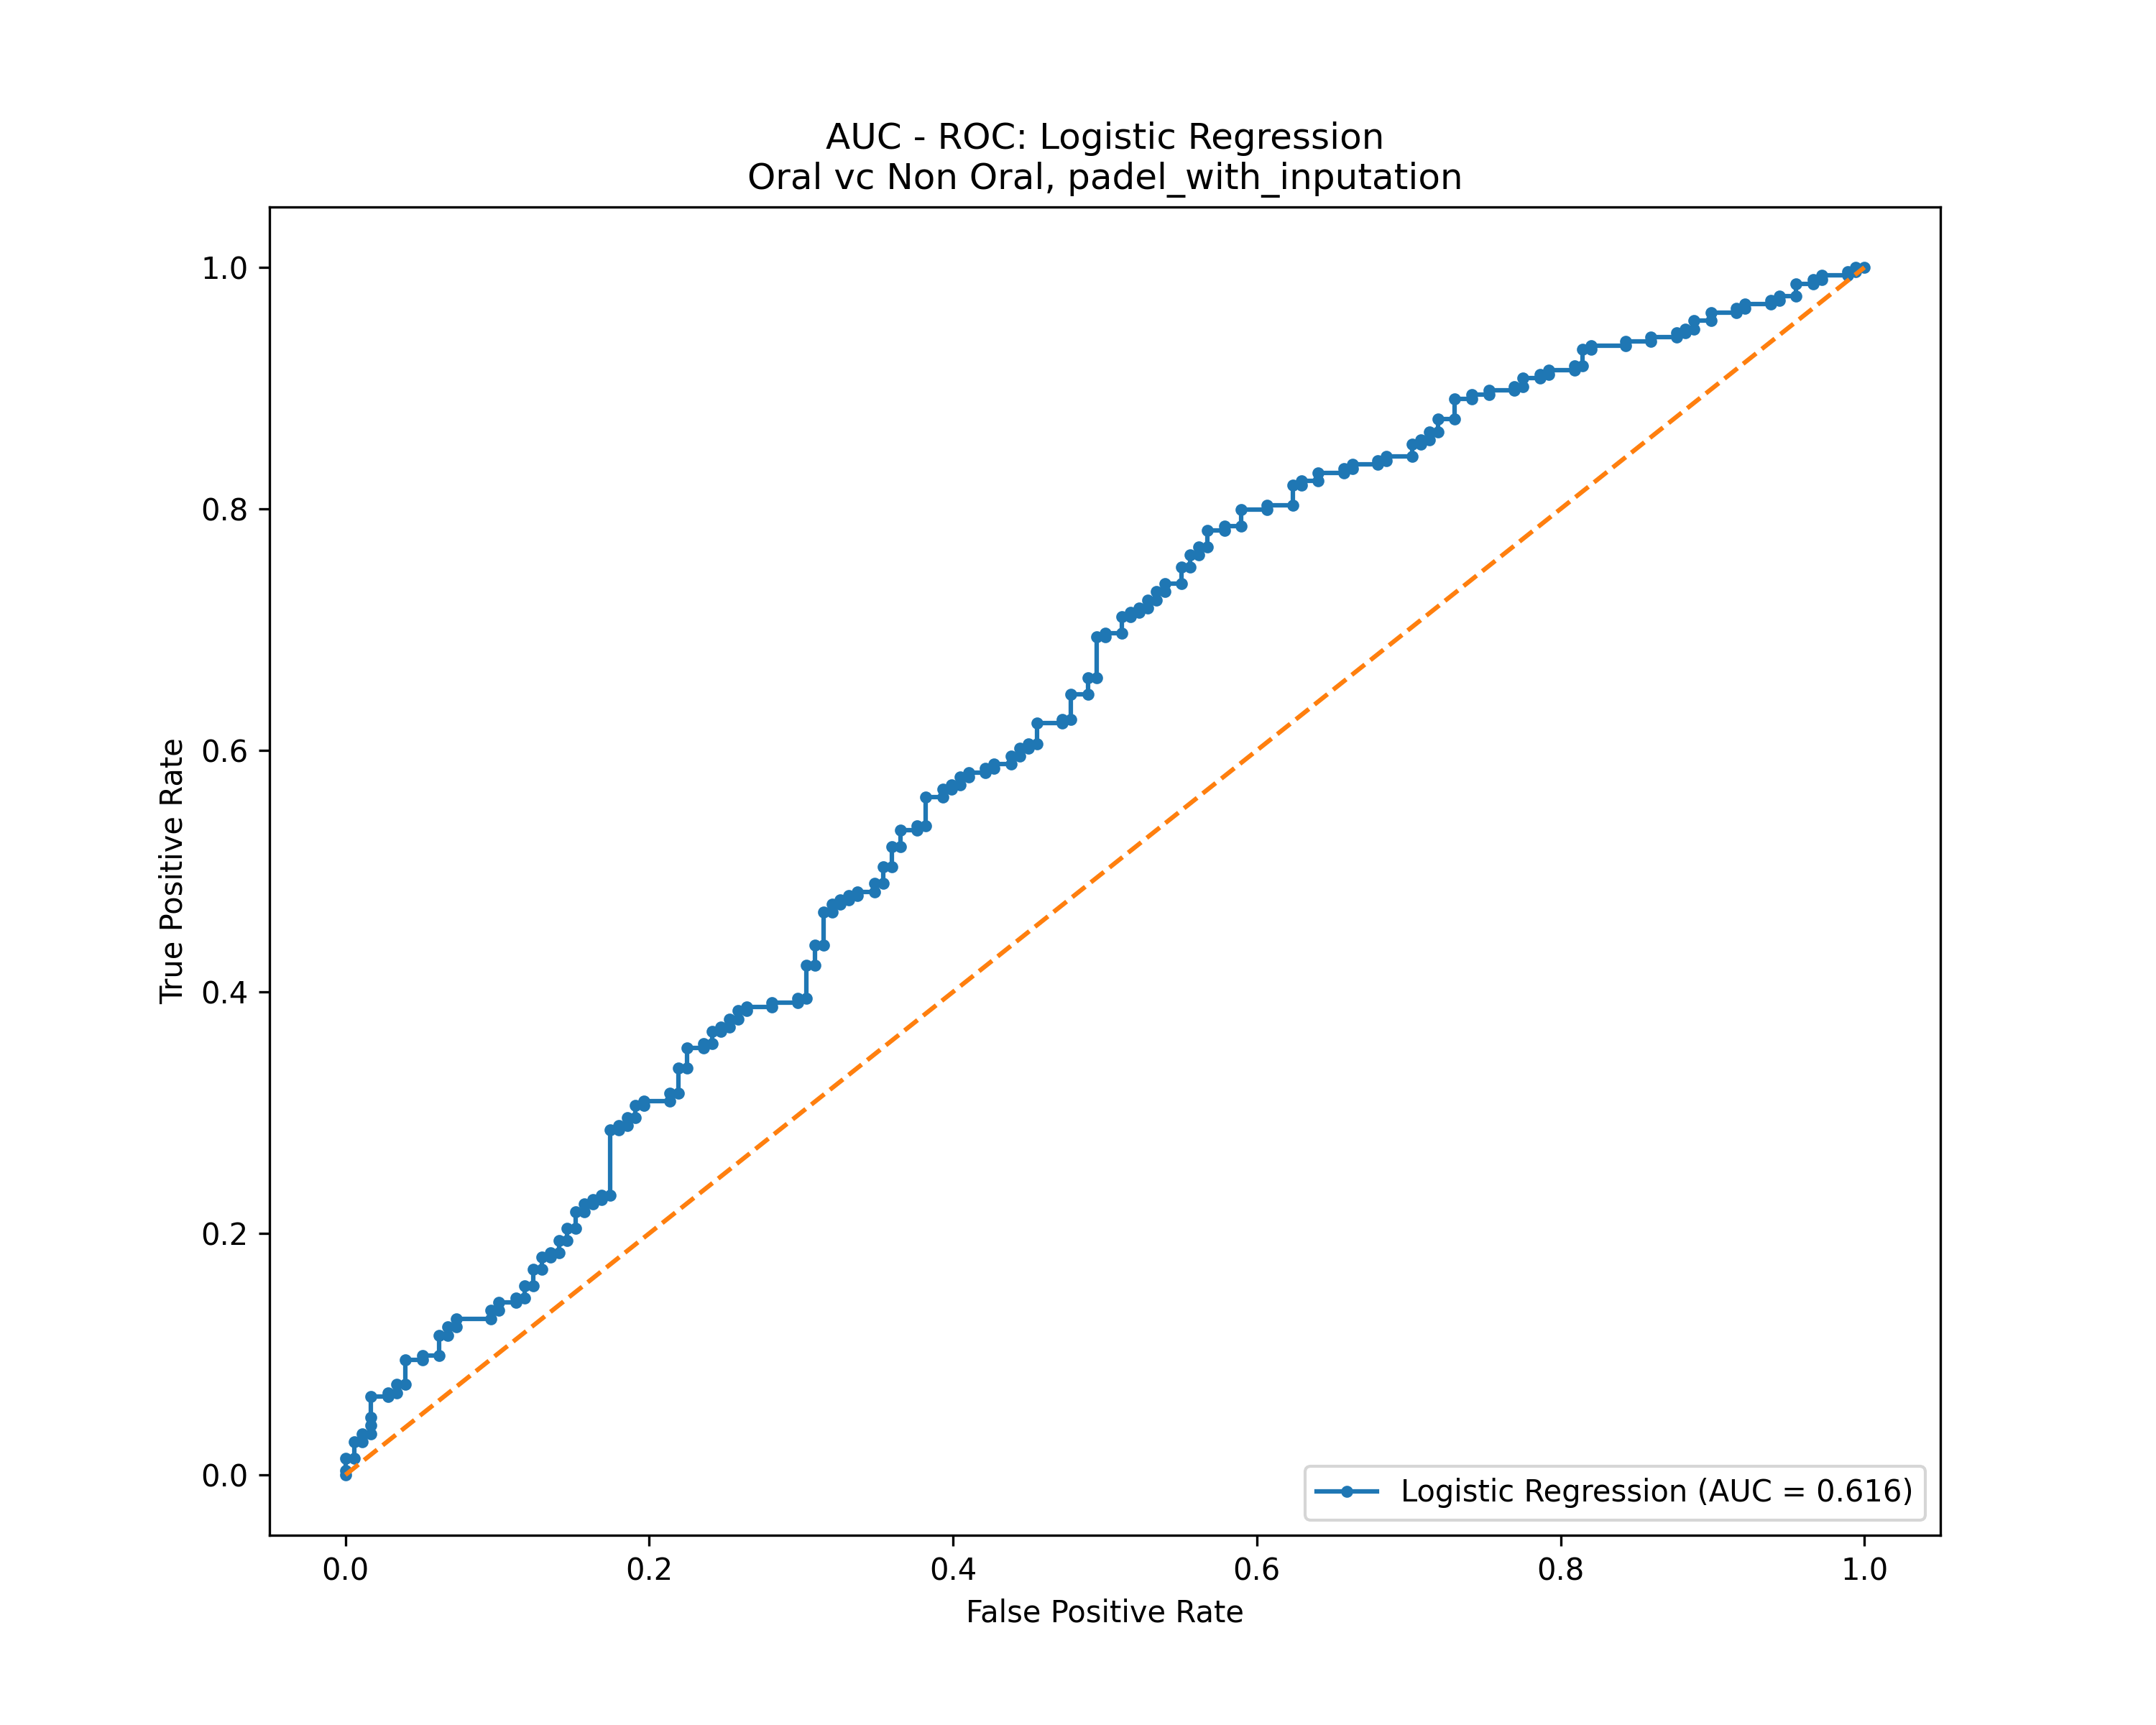 AUC - ROC: Logistic Regression
Oral vc Non Oral, padel_with_inputation
1.0
0.8
0.6
0.4
0.2
0.0
True Positive Rate
Logistic Regression (AUC = 0.616)
0.0 0.2 0.4 0.6 0.8 1.0
False Positive Rate